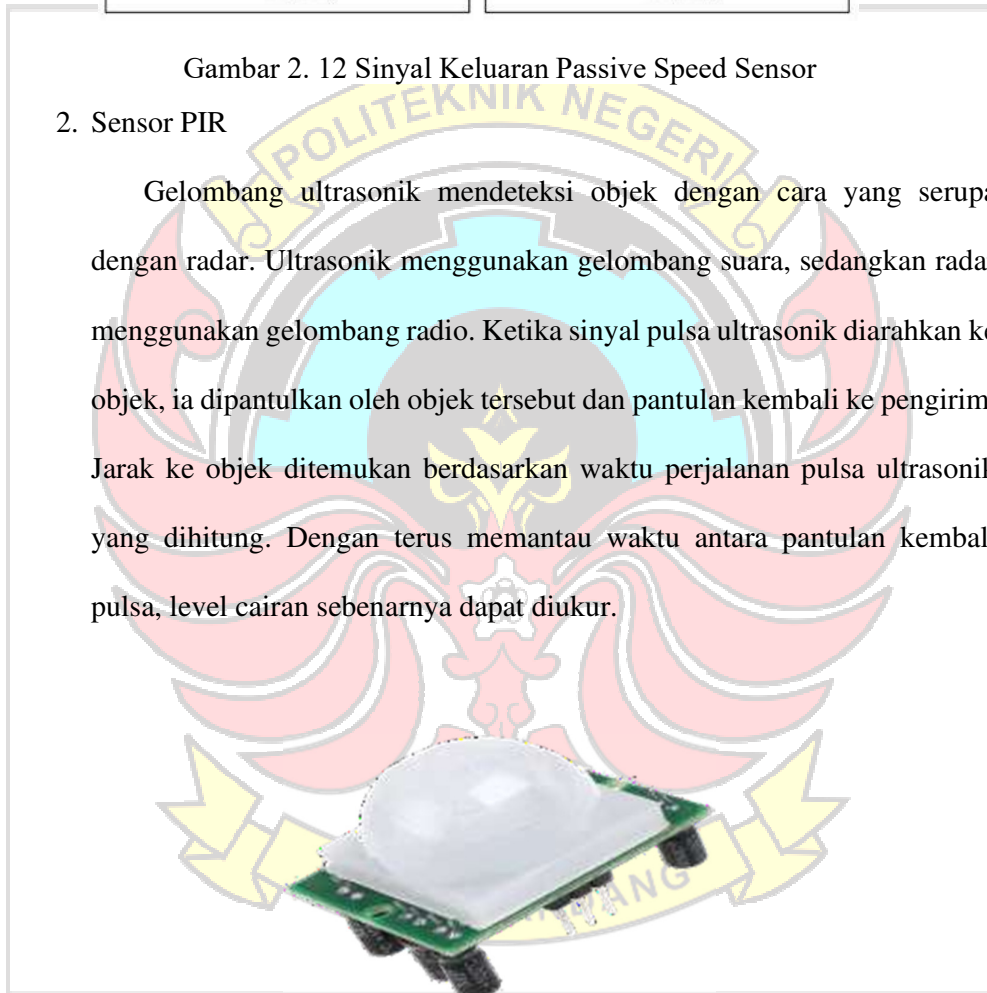 Gambar 2. 12 Sinyal Keluaran Passive Speed Sensor
POLITEKNIK NEGERI
2. Sensor PIR
Gelombang ultrasonik mendeteksi objek dengan cara yang serupa
dengan radar. Ultrasonik menggunakan gelombang suara, sedangkan rada
menggunakan gelombang radio. Ketika sinyal pulsa ultrasonik diarahkan ke
objek, ia dipantulkan oleh objek tersebut dan pantulan kembali ke pengirim
Jarak ke objek ditemukan berdasarkan waktu perjalanan pulsa ultrasonik
yang dihitung. Dengan terus memantau waktu antara pantulan kembal
pulsa, level cairan sebenarnya dapat diukur.